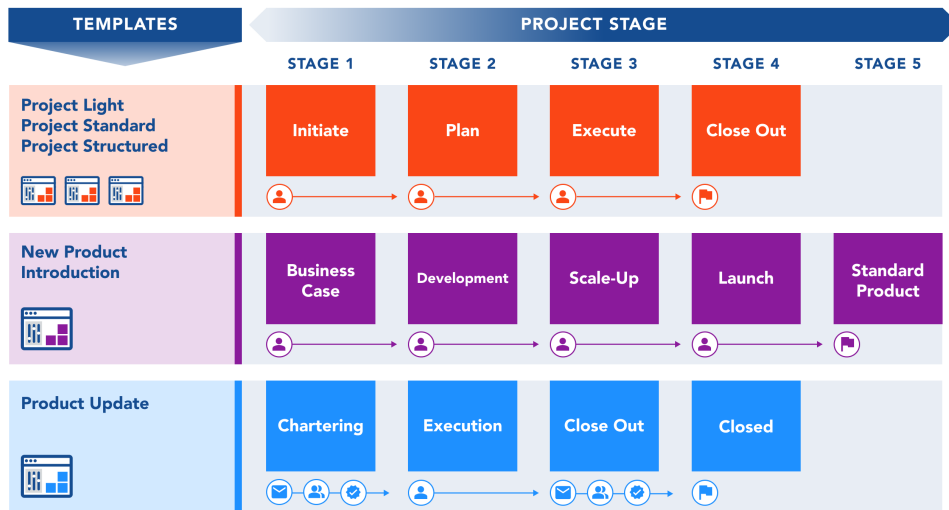 TEMPLATES
PROJECT STAGE
STAGE 1
STAGE 2
STAGE 3
STAGE 4
STAGE 5
Project Light
Project Standard
Project Structured
Initiate
Plan
Execute
Close Out
New Product
Introduction
Business
Case
Development
Scale-Up
Launch
Standard
Product
Product Update
Chartering
Execution
Close Out
Closed